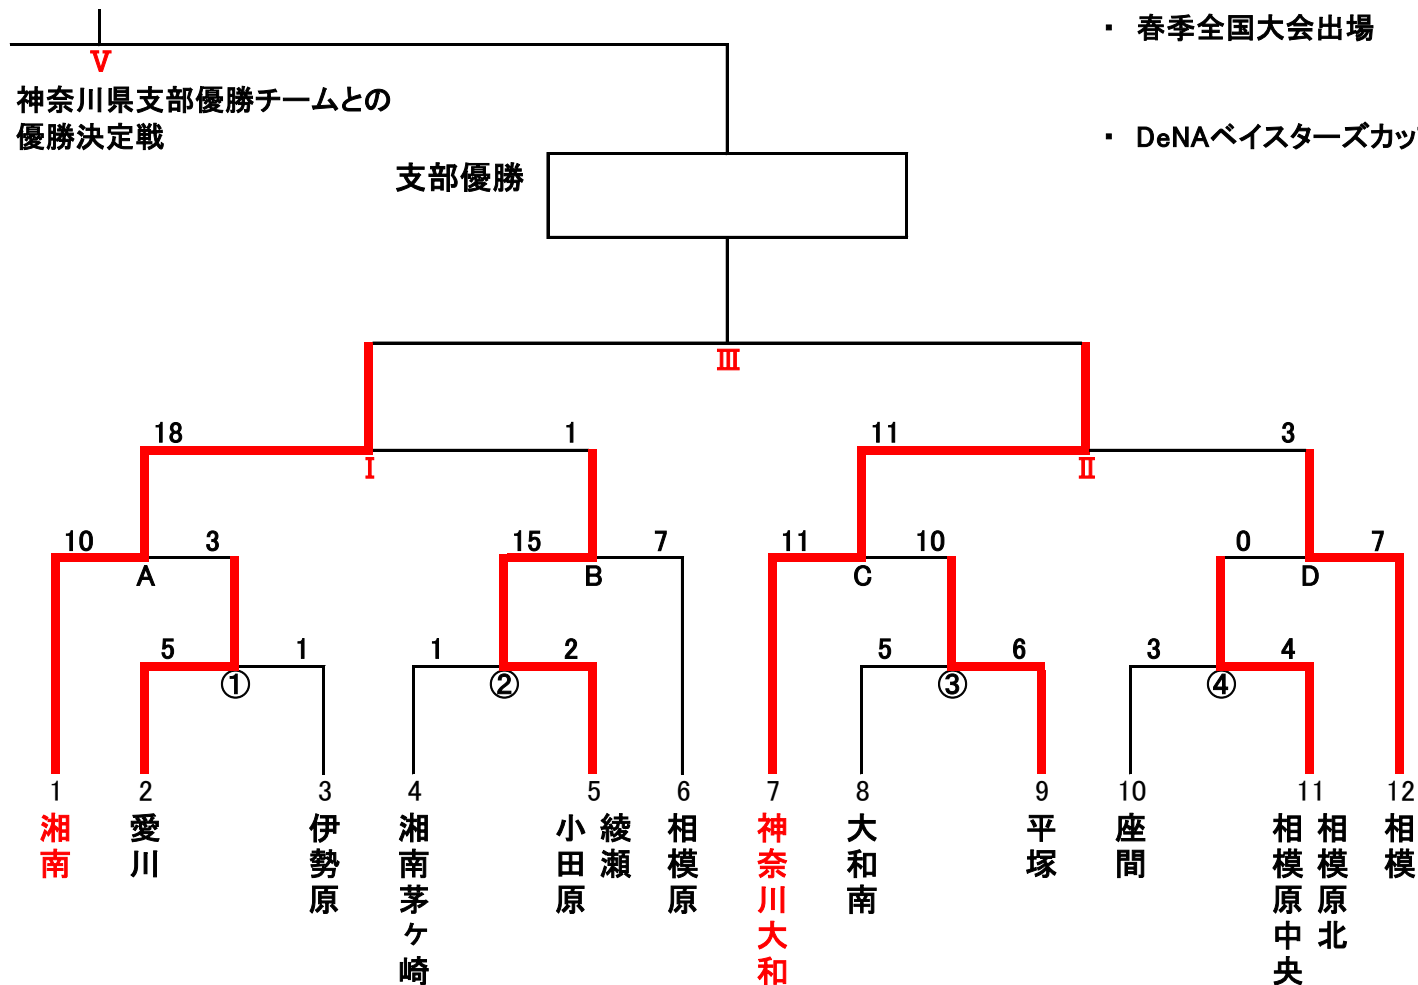 ・ 春季全国大会出場
Ⅴ
神奈川県支部優勝チームとの
優勝決定戦
・ DeNAベイスターズカッ
支部優勝
Ⅲ
18 1 11 3
Ⅰ Ⅱ
10 3 15 7 11 10 0 7
A B C D
5 1 1 2 5 6 3 4
① ② ③ ④
1 2 3 4 5 6 7 8 9 10 11 12
湘南
愛川
伊勢原
湘南茅ヶ崎
小田原
綾瀬
相模原
神奈川大和
大和南
平塚
座間
相模原中央
相模原北
相模